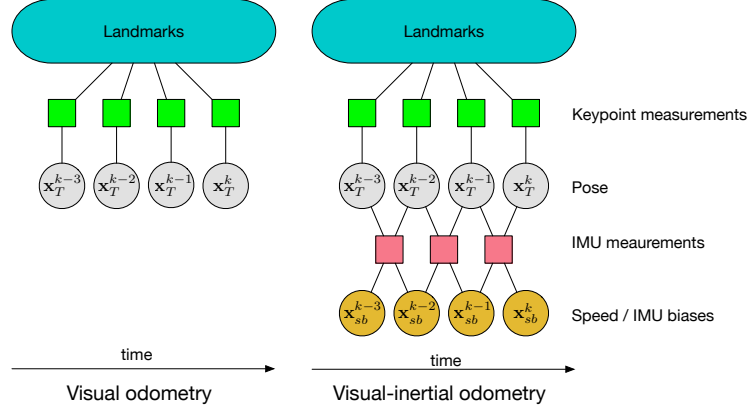 Landmarks
Landmarks
Keypoint measurements
x_T^{k-3} x_T^{k-2} x_T^{k-1} x_T^k
x_T^{k-3} x_T^{k-2} x_T^{k-1} x_T^k
Pose
IMU meaurements
x_{sb}^{k-3} x_{sb}^{k-2} x_{sb}^{k-1} x_{sb}^k
Speed / IMU biases
time
time
Visual odometry
Visual-inertial odometry